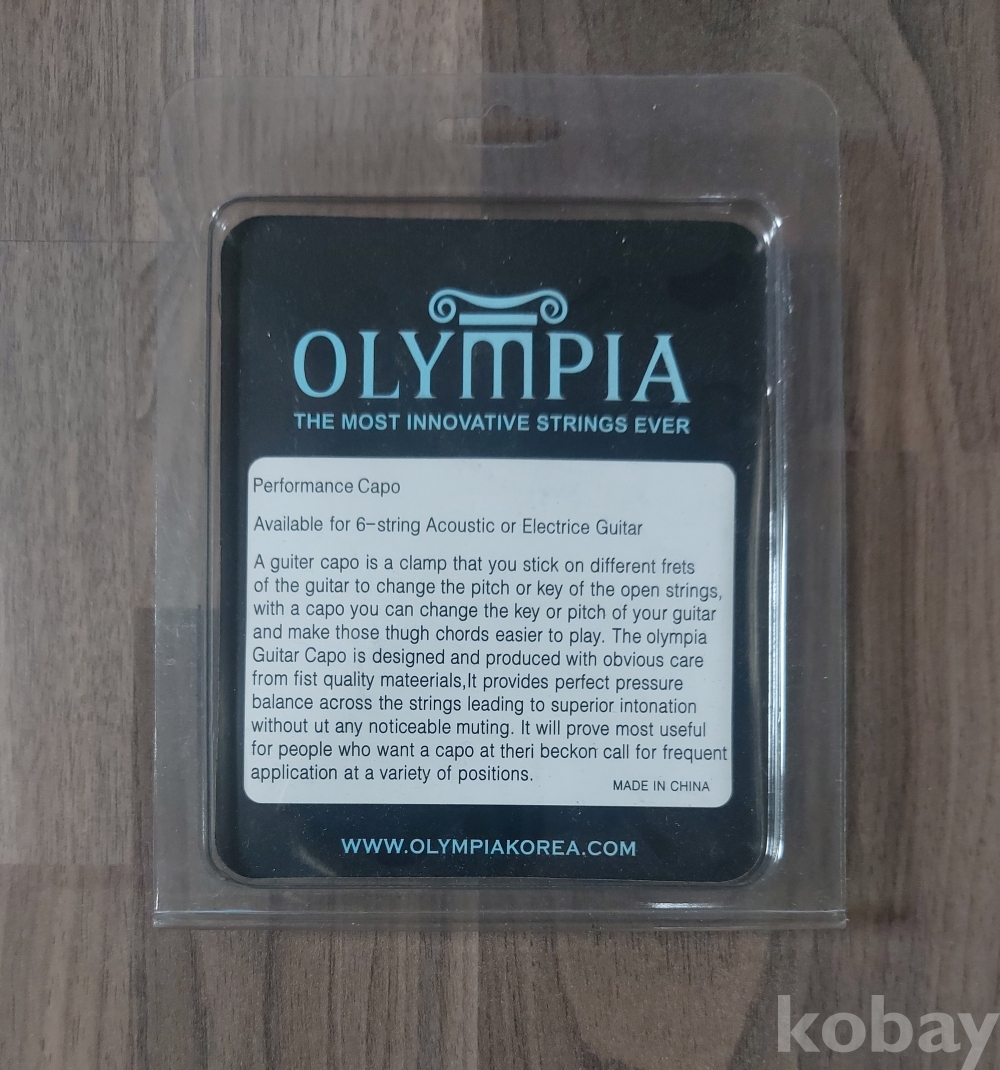 OLYMPIA
THE MOST INNOVATIVE STRINGS EVER
Performance Capo
Available for 6-string Acoustic or Electrice Guitar
A guiter capo is a clamp that you stick on different frets
of the guitar to change the pitch or key of the open strings,
with a capo you can change the key or pitch of your guitar
and make those thugh chords easier to play. The olympia
Guitar Capo is designed and produced with obvious care
from fist quality mateerials,It provides perfect pressure
balance across the strings leading to superior intonation
without ut any noticeable muting. It will prove most useful
for people who want a capo at theri beckon call for frequent
application at a variety of positions.
MADE IN CHINA
WWW.OLYMPIAKOREA.COM
kobay